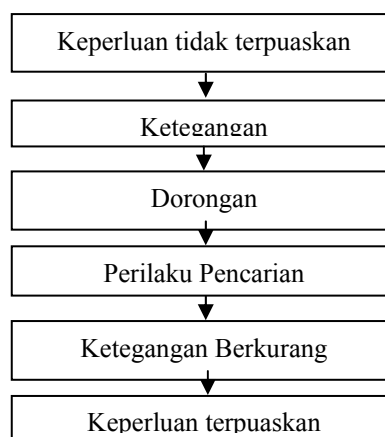 Keperluan tidak terpuaskan
Ketegangan
Dorongan
Perilaku Pencarian
Ketegangan Berkurang
Keperluan terpuaskan